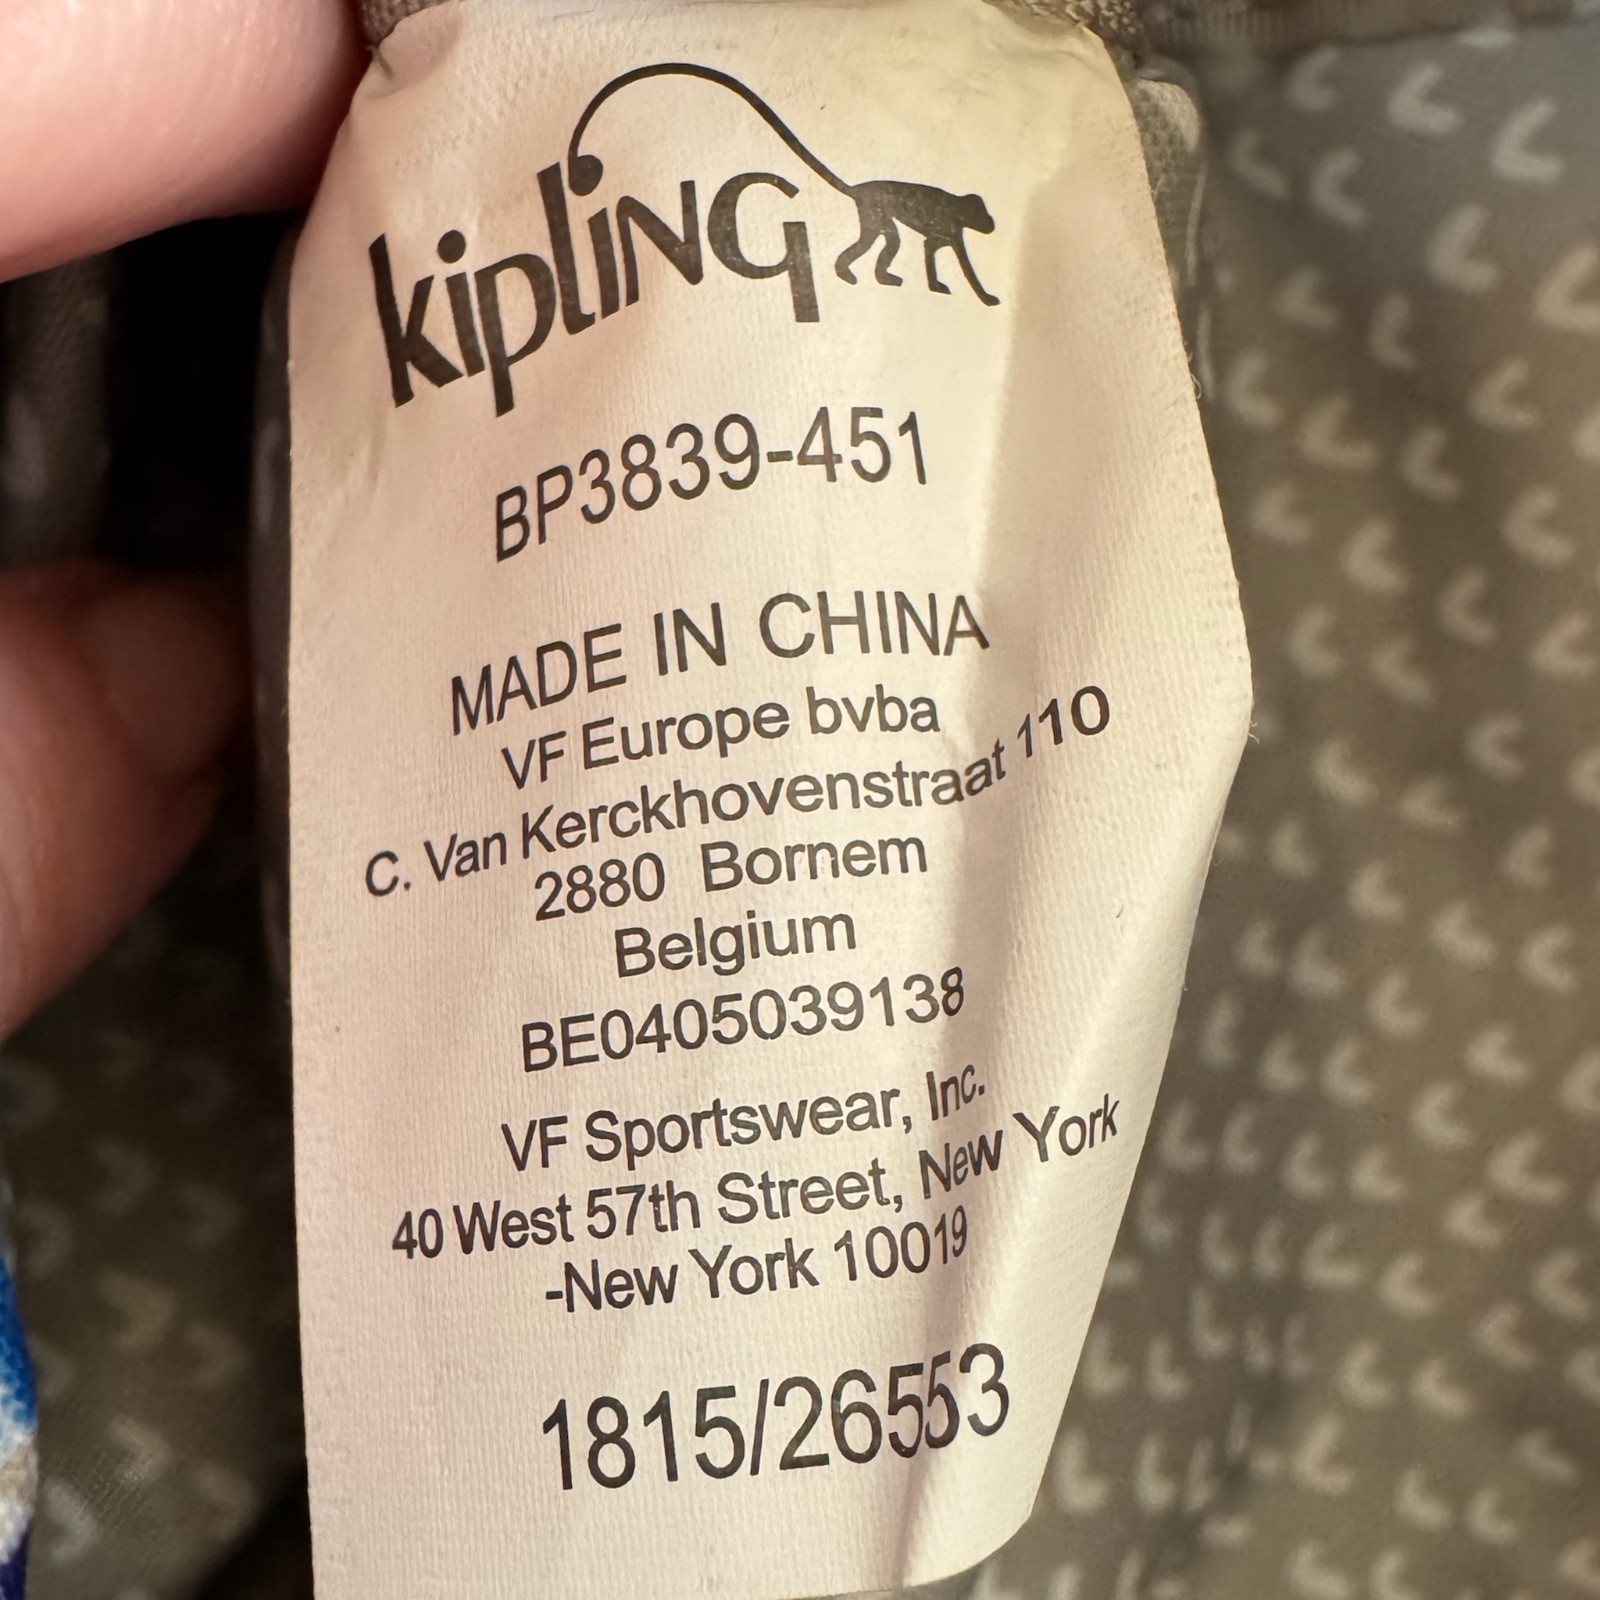 kipling
BP3839-451
MADE IN CHINA
VF Europe bvba
C. Van Kerckhovenstraat 110
2880 Bornem
Belgium
BE0405039138
VF Sportswear, Inc.
40 West 57th Street, New York
-New York 10019
1815/26553